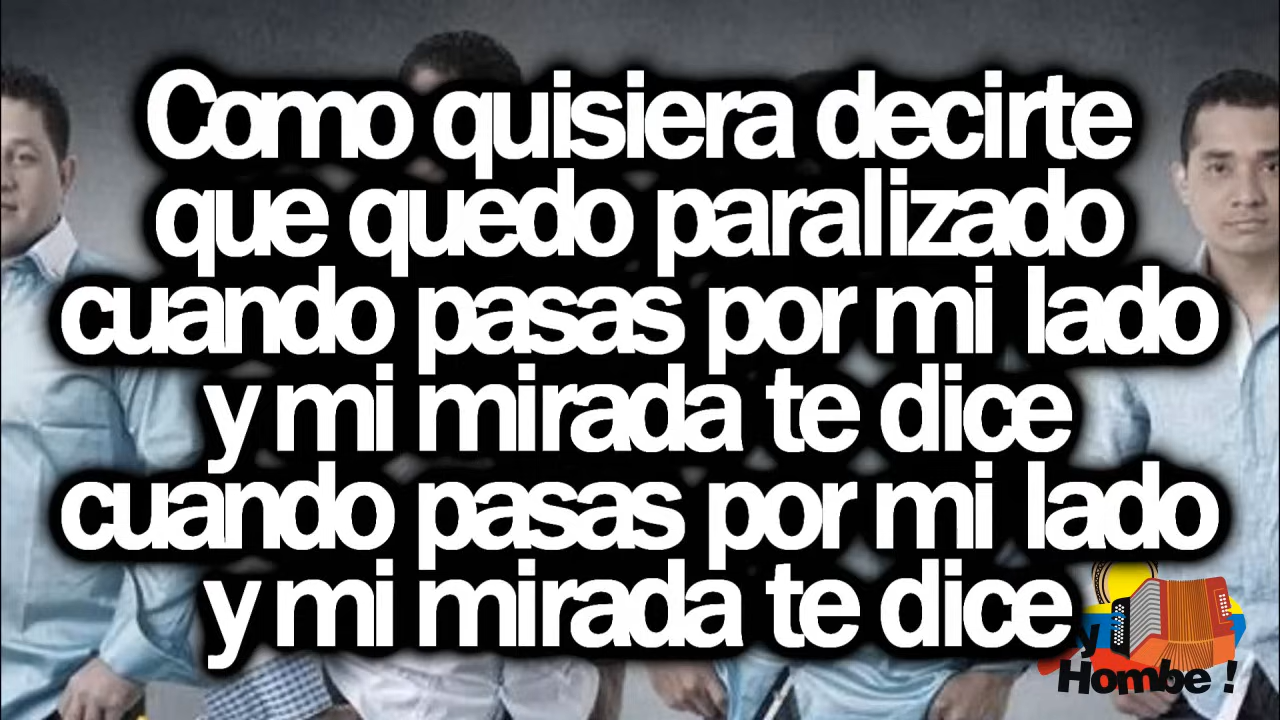 Como quisiera decirte
que quedo paralizado
cuando pasas por mi lado
y mi mirada te dice
cuando pasas por mi lado
y mi mirada te dice
y
Hombe !